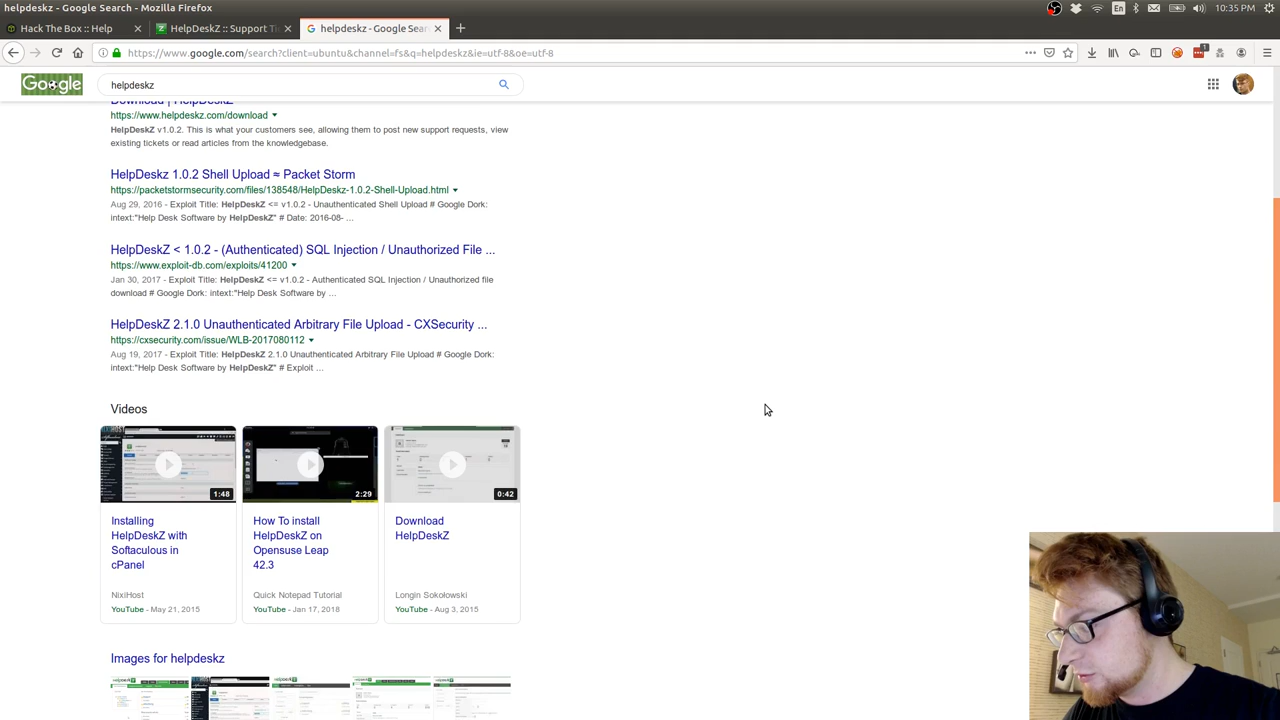 helpdeskz - Google Search - Mozilla Firefox
En
10:35 PM
Hack The Box :: Help
HelpDeskZ :: Support Tic
helpdeskz - Google Search
https://www.google.com/search?client=ubuntu&channel=fs&q=helpdeskz&ie=utf-8&oe=utf-8
1
Google
helpdeskz
Download | HelpDeskZ
https://www.helpdeskz.com/download
HelpDeskZ v1.0.2. This is what your customers see, allowing them to post new support requests, view
existing tickets or read articles from the knowledgebase.
HelpDeskz 1.0.2 Shell Upload ≈ Packet Storm
https://packetstormsecurity.com/files/138548/HelpDeskz-1.0.2-Shell-Upload.html
Aug 29, 2016 - Exploit Title: HelpDeskZ <= v1.0.2 - Unauthenticated Shell Upload # Google Dork:
intext:"Help Desk Software by HelpDeskZ" # Date: 2016-08- ...
HelpDeskZ < 1.0.2 - (Authenticated) SQL Injection / Unauthorized File ...
https://www.exploit-db.com/exploits/41200
Jan 30, 2017 - Exploit Title: HelpDeskZ <= v1.0.2 - Authenticated SQL Injection / Unauthorized file
download # Google Dork: intext:"Help Desk Software by ...
HelpDeskZ 2.1.0 Unauthenticated Arbitrary File Upload - CXSecurity ...
https://cxsecurity.com/issue/WLB-2017080112
Aug 19, 2017 - Exploit Title: HelpDeskZ 2.1.0 Unauthenticated Arbitrary File Upload # Google Dork:
intext:"Help Desk Software by HelpDeskZ" # Exploit ...
Videos
1:48
2:29
0:42
Installing
HelpDeskZ with
Softaculous in
cPanel
NixiHost
YouTube - May 21, 2015
How To install
HelpDeskZ on
Opensuse Leap
42.3
Quick Notepad Tutorial
YouTube - Jan 17, 2018
Download
HelpDeskZ
Longin Sokołowski
YouTube - Aug 3, 2015
Images for helpdeskz